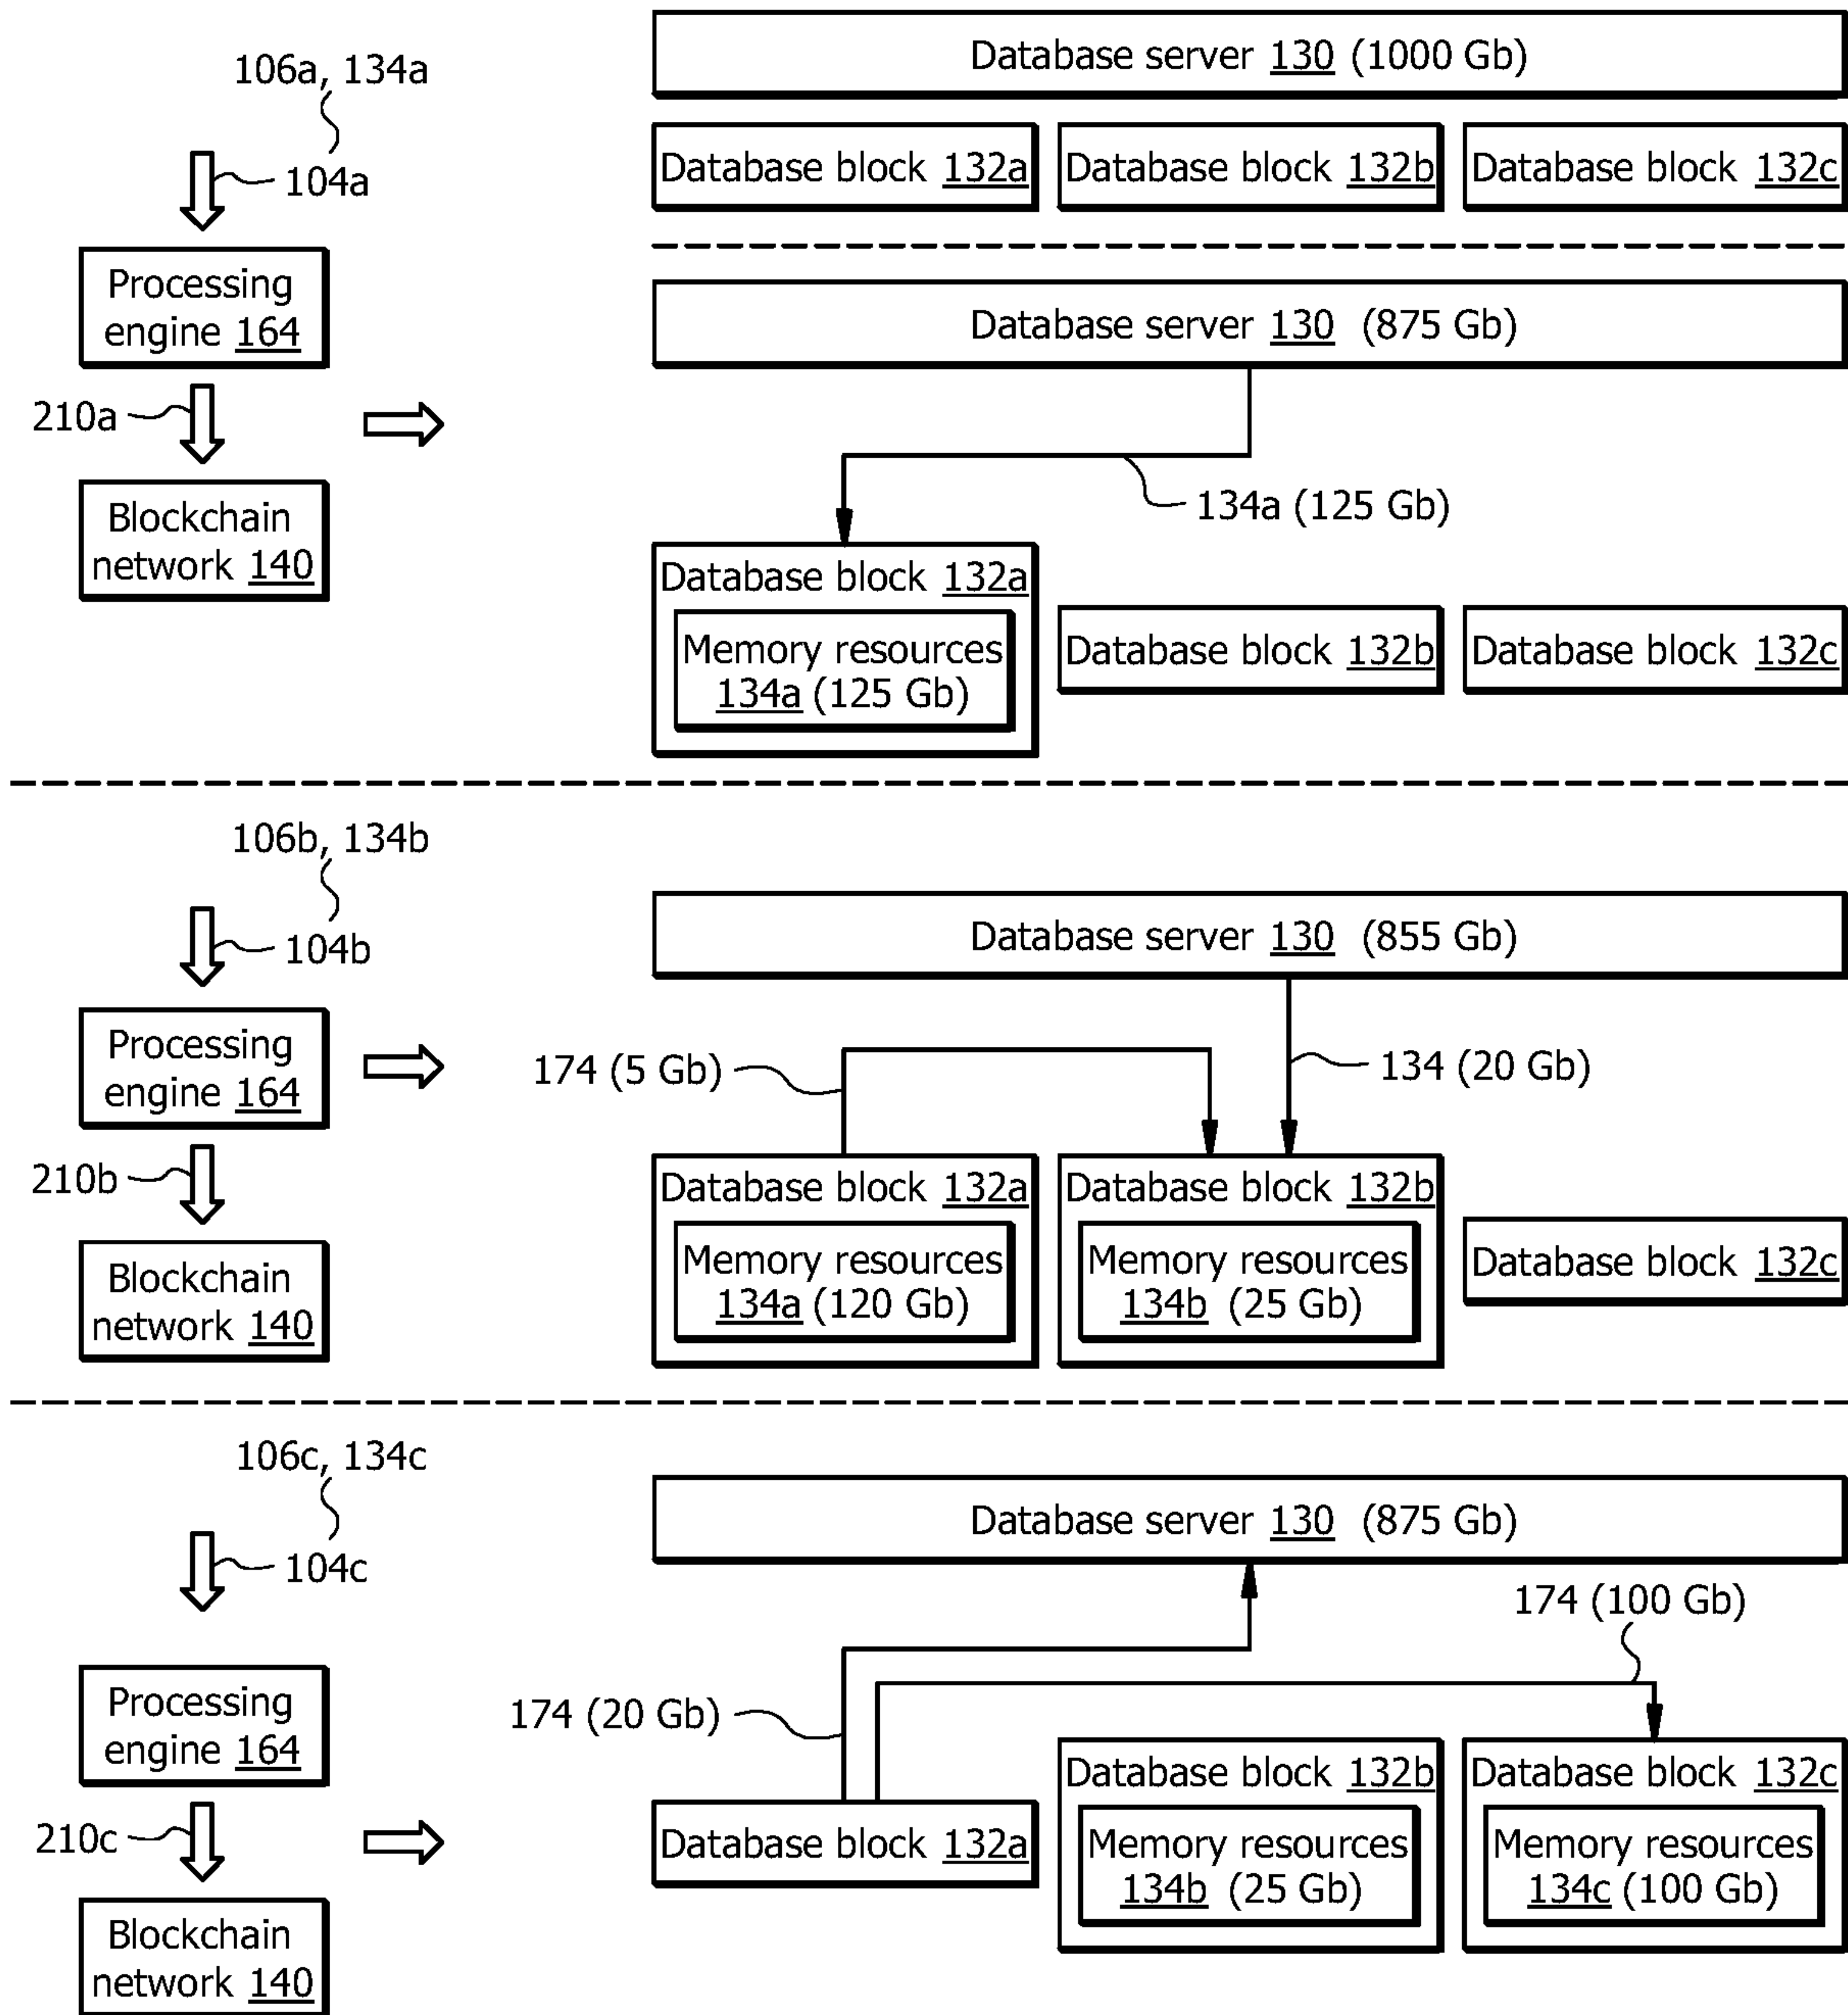 106a, 134a
104a
Processing
engine 164
210a
Blockchain
network 140
Database server 130 (1000 Gb)
Database block 132a
Database block 132b
Database block 132c
Database server 130 (875 Gb)
134a (125 Gb)
Database block 132a
Memory resources
134a (125 Gb)
Database block 132b
Database block 132c
106b, 134b
104b
Processing
engine 164
210b
Blockchain
network 140
Database server 130 (855 Gb)
174 (5 Gb)
134 (20 Gb)
Database block 132a
Memory resources
134a (120 Gb)
Database block 132b
Memory resources
134b (25 Gb)
Database block 132c
106c, 134c
104c
Processing
engine 164
210c
Blockchain
network 140
Database server 130 (875 Gb)
174 (100 Gb)
174 (20 Gb)
Database block 132a
Database block 132b
Memory resources
134b (25 Gb)
Database block 132c
Memory resources
134c (100 Gb)